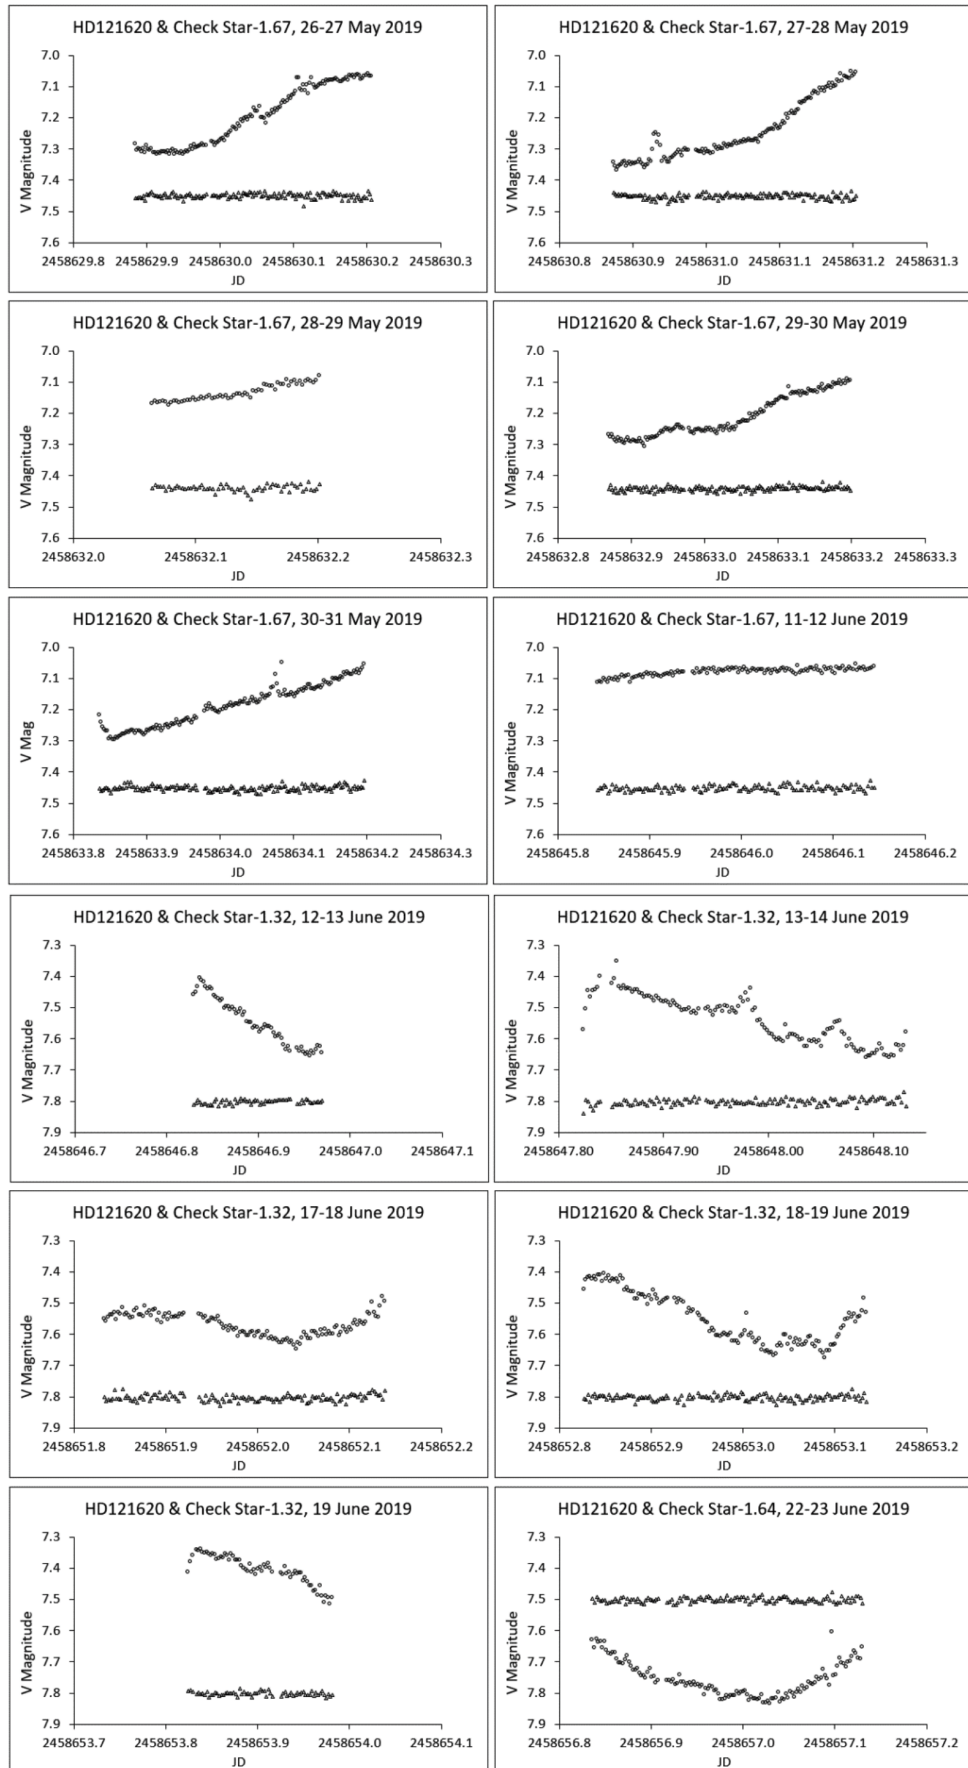 HD121620 & Check Star-1.67, 26-27 May 2019
7.0
7.1
7.2
7.3
7.4
7.5
7.6
V Magnitude
2458629.8 2458629.9 2458630.0 2458630.1 2458630.2 2458630.3
JD
HD121620 & Check Star-1.67, 27-28 May 2019
7.0
7.1
7.2
7.3
7.4
7.5
7.6
V Magnitude
2458630.8 2458630.9 2458631.0 2458631.1 2458631.2 2458631.3
JD
HD121620 & Check Star-1.67, 28-29 May 2019
7.0
7.1
7.2
7.3
7.4
7.5
7.6
V Magnitude
2458632.0 2458632.1 2458632.2 2458632.3
JD
HD121620 & Check Star-1.67, 29-30 May 2019
7.0
7.1
7.2
7.3
7.4
7.5
7.6
V Magnitude
2458632.8 2458632.9 2458633.0 2458633.1 2458633.2 2458633.3
JD
HD121620 & Check Star-1.67, 30-31 May 2019
7.0
7.1
7.2
7.3
7.4
7.5
7.6
V Mag
2458633.8 2458633.9 2458634.0 2458634.1 2458634.2 2458634.3
JD
HD121620 & Check Star-1.67, 11-12 June 2019
7.0
7.1
7.2
7.3
7.4
7.5
7.6
V Magnitude
2458645.8 2458645.9 2458646.0 2458646.1 2458646.2
JD
HD121620 & Check Star-1.32, 12-13 June 2019
7.3
7.4
7.5
7.6
7.7
7.8
7.9
V Magnitude
2458646.7 2458646.8 2458646.9 2458647.0 2458647.1
JD
HD121620 & Check Star-1.32, 13-14 June 2019
7.3
7.4
7.5
7.6
7.7
7.8
7.9
V Magnitude
2458647.80 2458647.90 2458648.00 2458648.10
JD
HD121620 & Check Star-1.32, 17-18 June 2019
7.3
7.4
7.5
7.6
7.7
7.8
7.9
V Magnitude
2458651.8 2458651.9 2458652.0 2458652.1 2458652.2
JD
HD121620 & Check Star-1.32, 18-19 June 2019
7.3
7.4
7.5
7.6
7.7
7.8
7.9
V Magnitude
2458652.8 2458652.9 2458653.0 2458653.1 2458653.2
JD
HD121620 & Check Star-1.32, 19 June 2019
7.3
7.4
7.5
7.6
7.7
7.8
7.9
V Magnitude
2458653.7 2458653.8 2458653.9 2458654.0 2458654.1
JD
HD121620 & Check Star-1.64, 22-23 June 2019
7.3
7.4
7.5
7.6
7.7
7.8
7.9
V Magnitude
2458656.8 2458656.9 2458657.0 2458657.1 2458657.2
JD